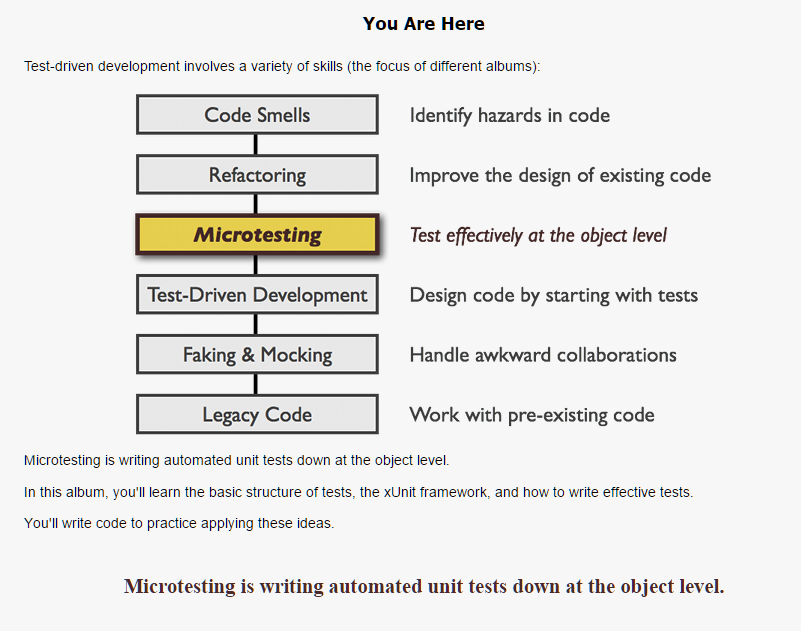 You Are Here
Test-driven development involves a variety of skills (the focus of different albums):
Code Smells Identify hazards in code
Refactoring Improve the design of existing code
Microtesting Test effectively at the object level
Test-Driven Development Design code by starting with tests
Faking & Mocking Handle awkward collaborations
Legacy Code Work with pre-existing code
Microtesting is writing automated unit tests down at the object level.
In this album, you'll learn the basic structure of tests, the xUnit framework, and how to write effective tests.
You'll write code to practice applying these ideas.
Microtesting is writing automated unit tests down at the object level.